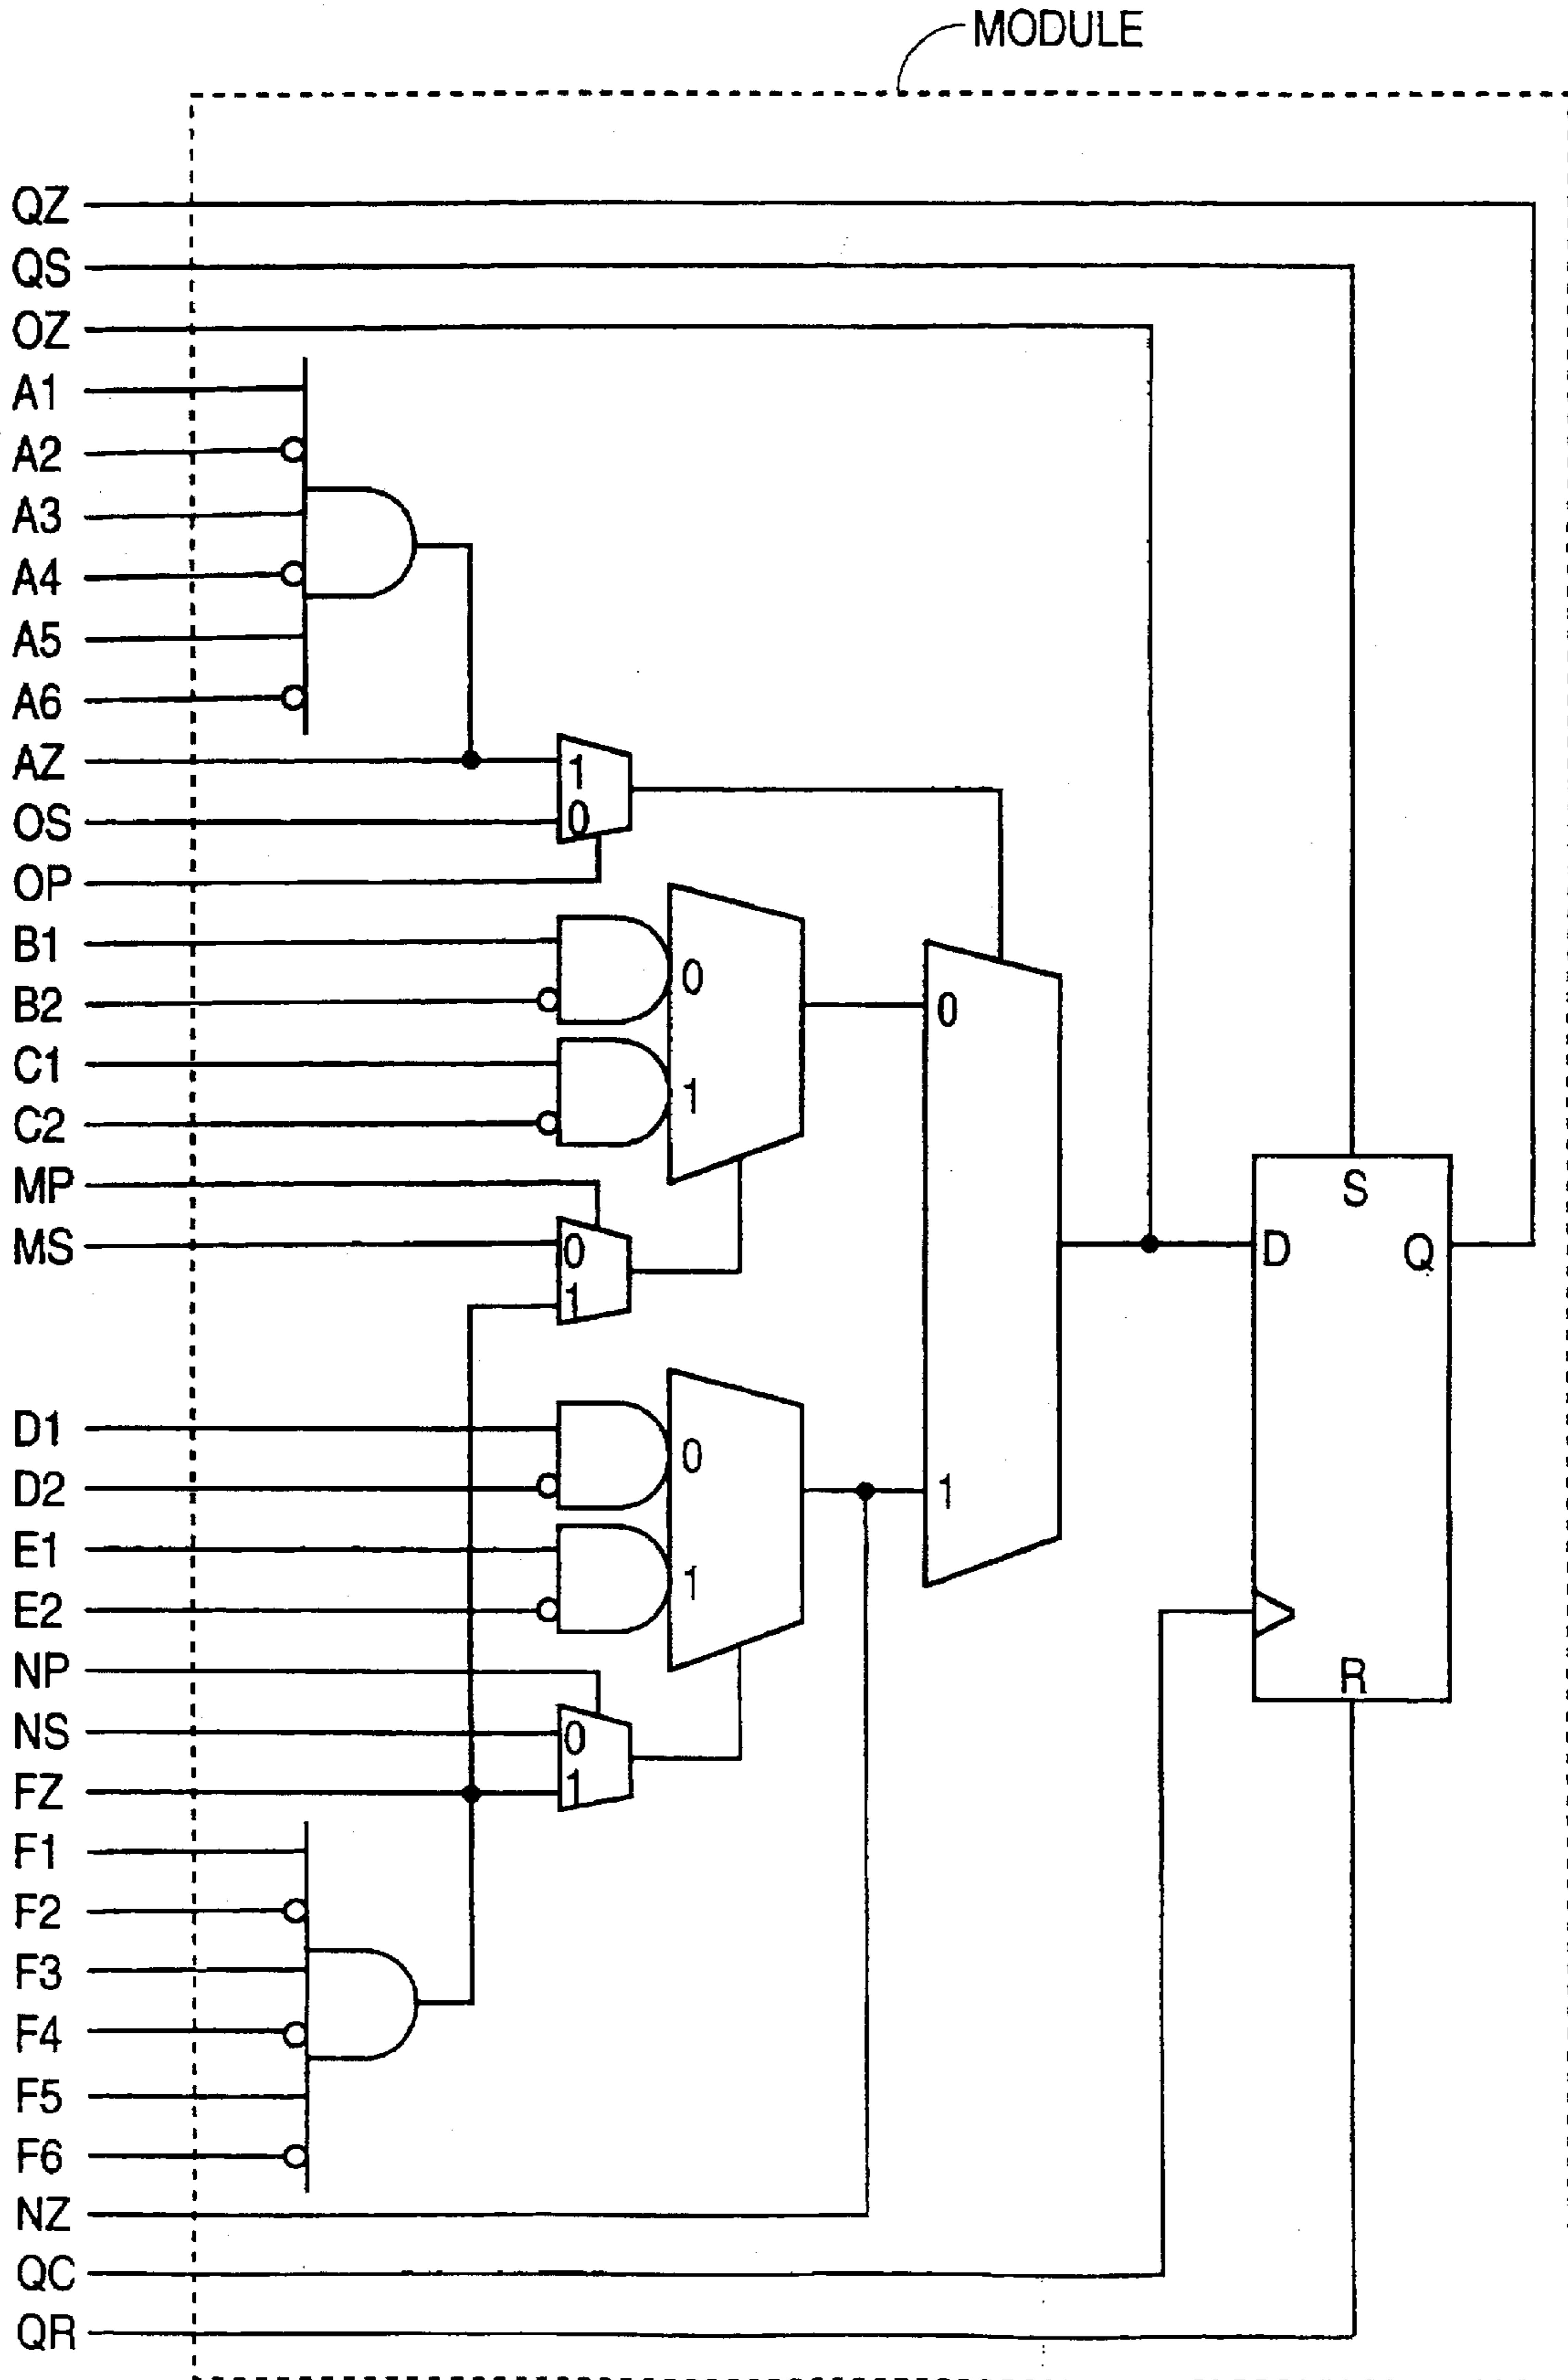 MODULE
QZ
QS
OZ
A1
A2
A3
A4
A5
A6
AZ
1
OS
0
OP
B1
0
B2
0
C1
1
C2
MP
S
MS
0
D
Q
1
D1
0
D2
1
E1
1
E2
NP
R
NS
0
FZ
1
F1
F2
F3
F4
F5
F6
NZ
QC
QR